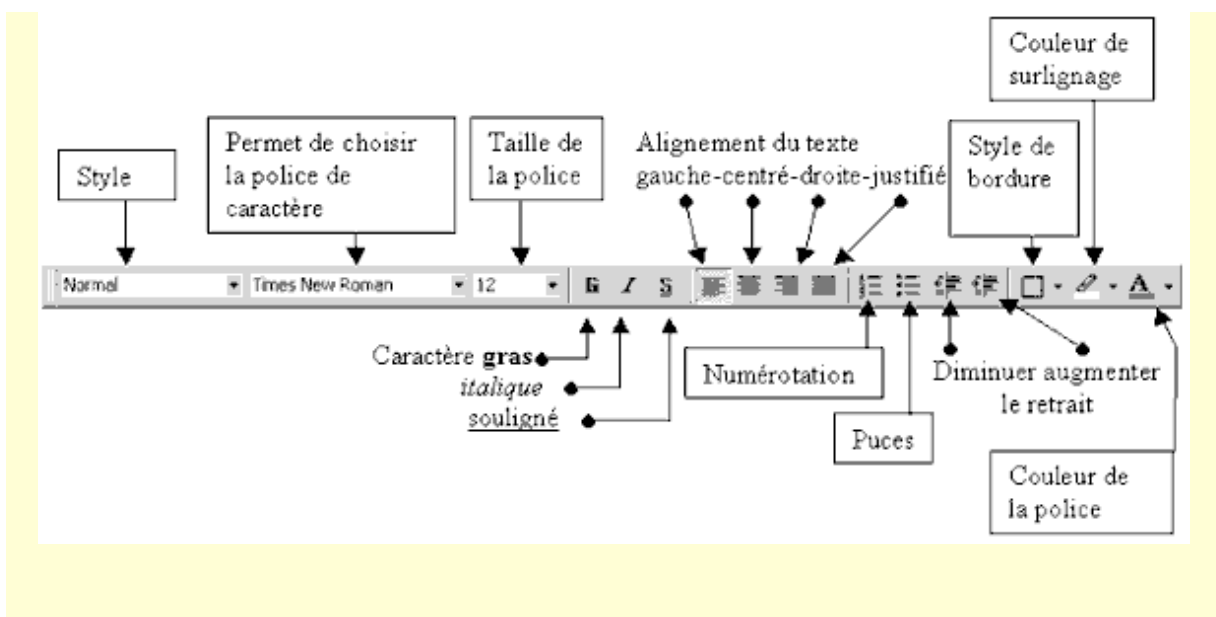 Couleur de
surlignage
Style
Permet de choisir
la police de
caractère
Taille de
la police
Alignement du texte
gauche-centré-droite-justifié
Style de
bordure
Normal
Times New Roman
12
G I S
A
Caractère gras
italique
souligné
Numérotation
Puces
Diminuer augmenter
le retrait
Couleur de
la police